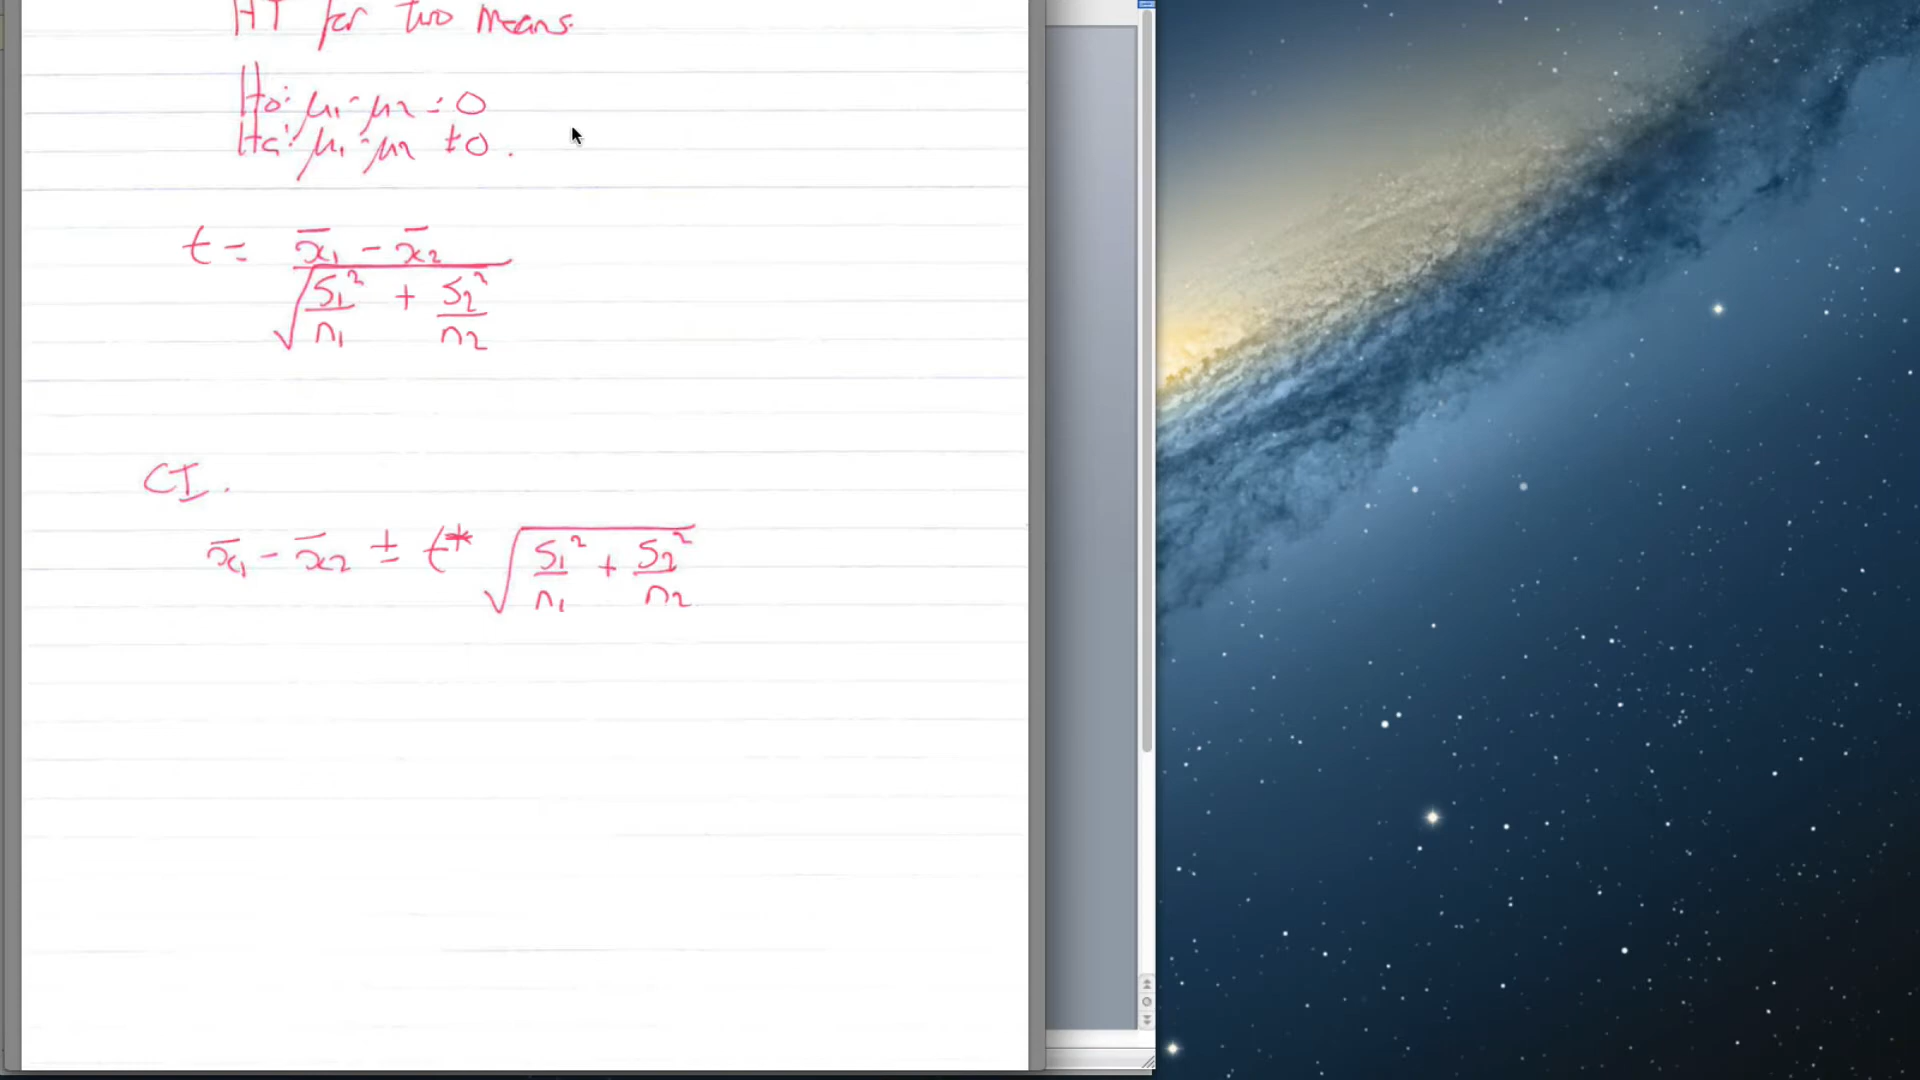 HT for two means.
H₀: μ₁ - μ₂ = 0
Hₐ: μ₁ - μ₂ ≠ 0.
t = (x̄₁ - x̄₂) / √(s₁²/n₁ + s₂²/n₂)
CI.
x̄₁ - x̄₂ ± t* √(s₁²/n₁ + s₂²/n₂)